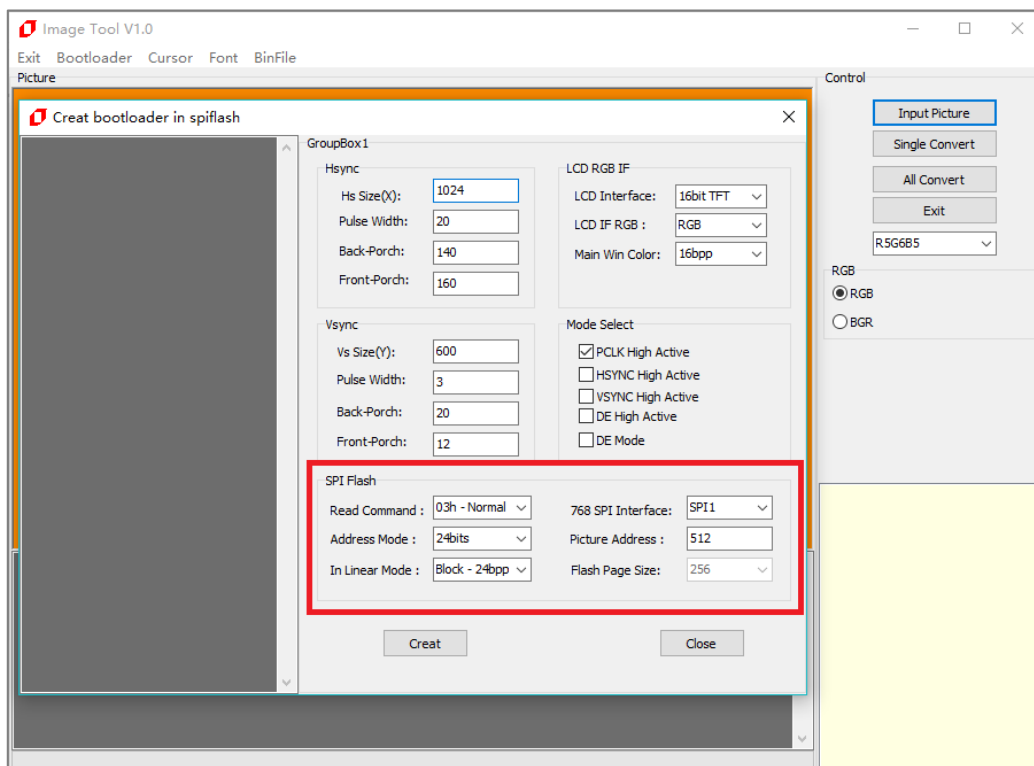 Image Tool V1.0
Exit Bootloader Cursor Font BinFile
Picture
Control
Input Picture
Single Convert
All Convert
Exit
R5G6B5
RGB
RGB
BGR
Creat bootloader in spiflash
GroupBox1
Hsync
Hs Size(X): 1024
Pulse Width: 20
Back-Porch: 140
Front-Porch: 160
LCD RGB IF
LCD Interface: 16bit TFT
LCD IF RGB : RGB
Main Win Color: 16bpp
Vsync
Vs Size(Y): 600
Pulse Width: 3
Back-Porch: 20
Front-Porch: 12
Mode Select
PCLK High Active
HSYNC High Active
VSYNC High Active
DE High Active
DE Mode
SPI Flash
Read Command : 03h - Normal
Address Mode : 24bits
In Linear Mode : Block - 24bpp
768 SPI Interface: SPI1
Picture Address : 512
Flash Page Size: 256
Creat
Close